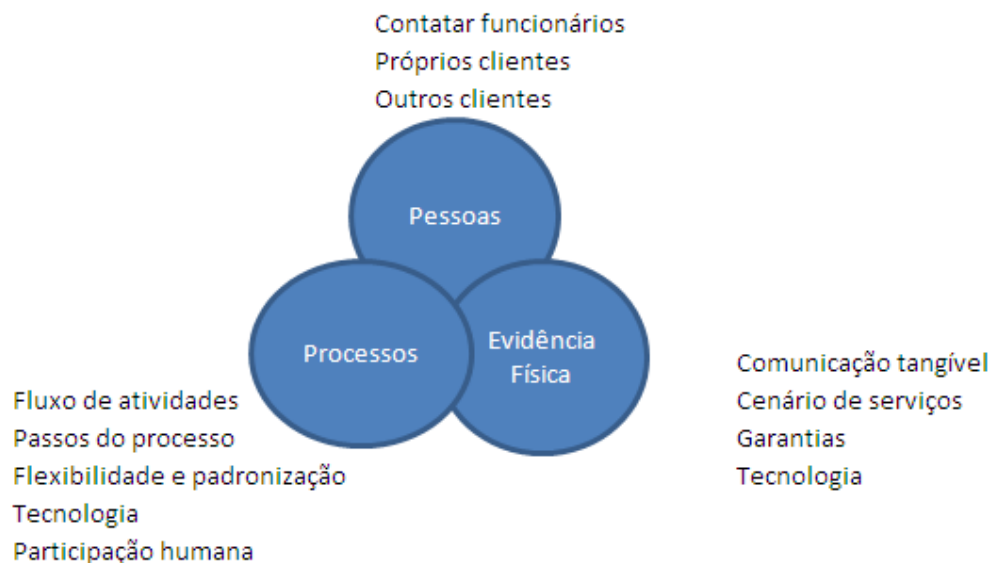 Contatar funcionários
Próprios clientes
Outros clientes
Pessoas
Processos
Evidência
Física
Fluxo de atividades
Passos do processo
Flexibilidade e padronização
Tecnologia
Participação humana
Comunicação tangível
Cenário de serviços
Garantias
Tecnologia